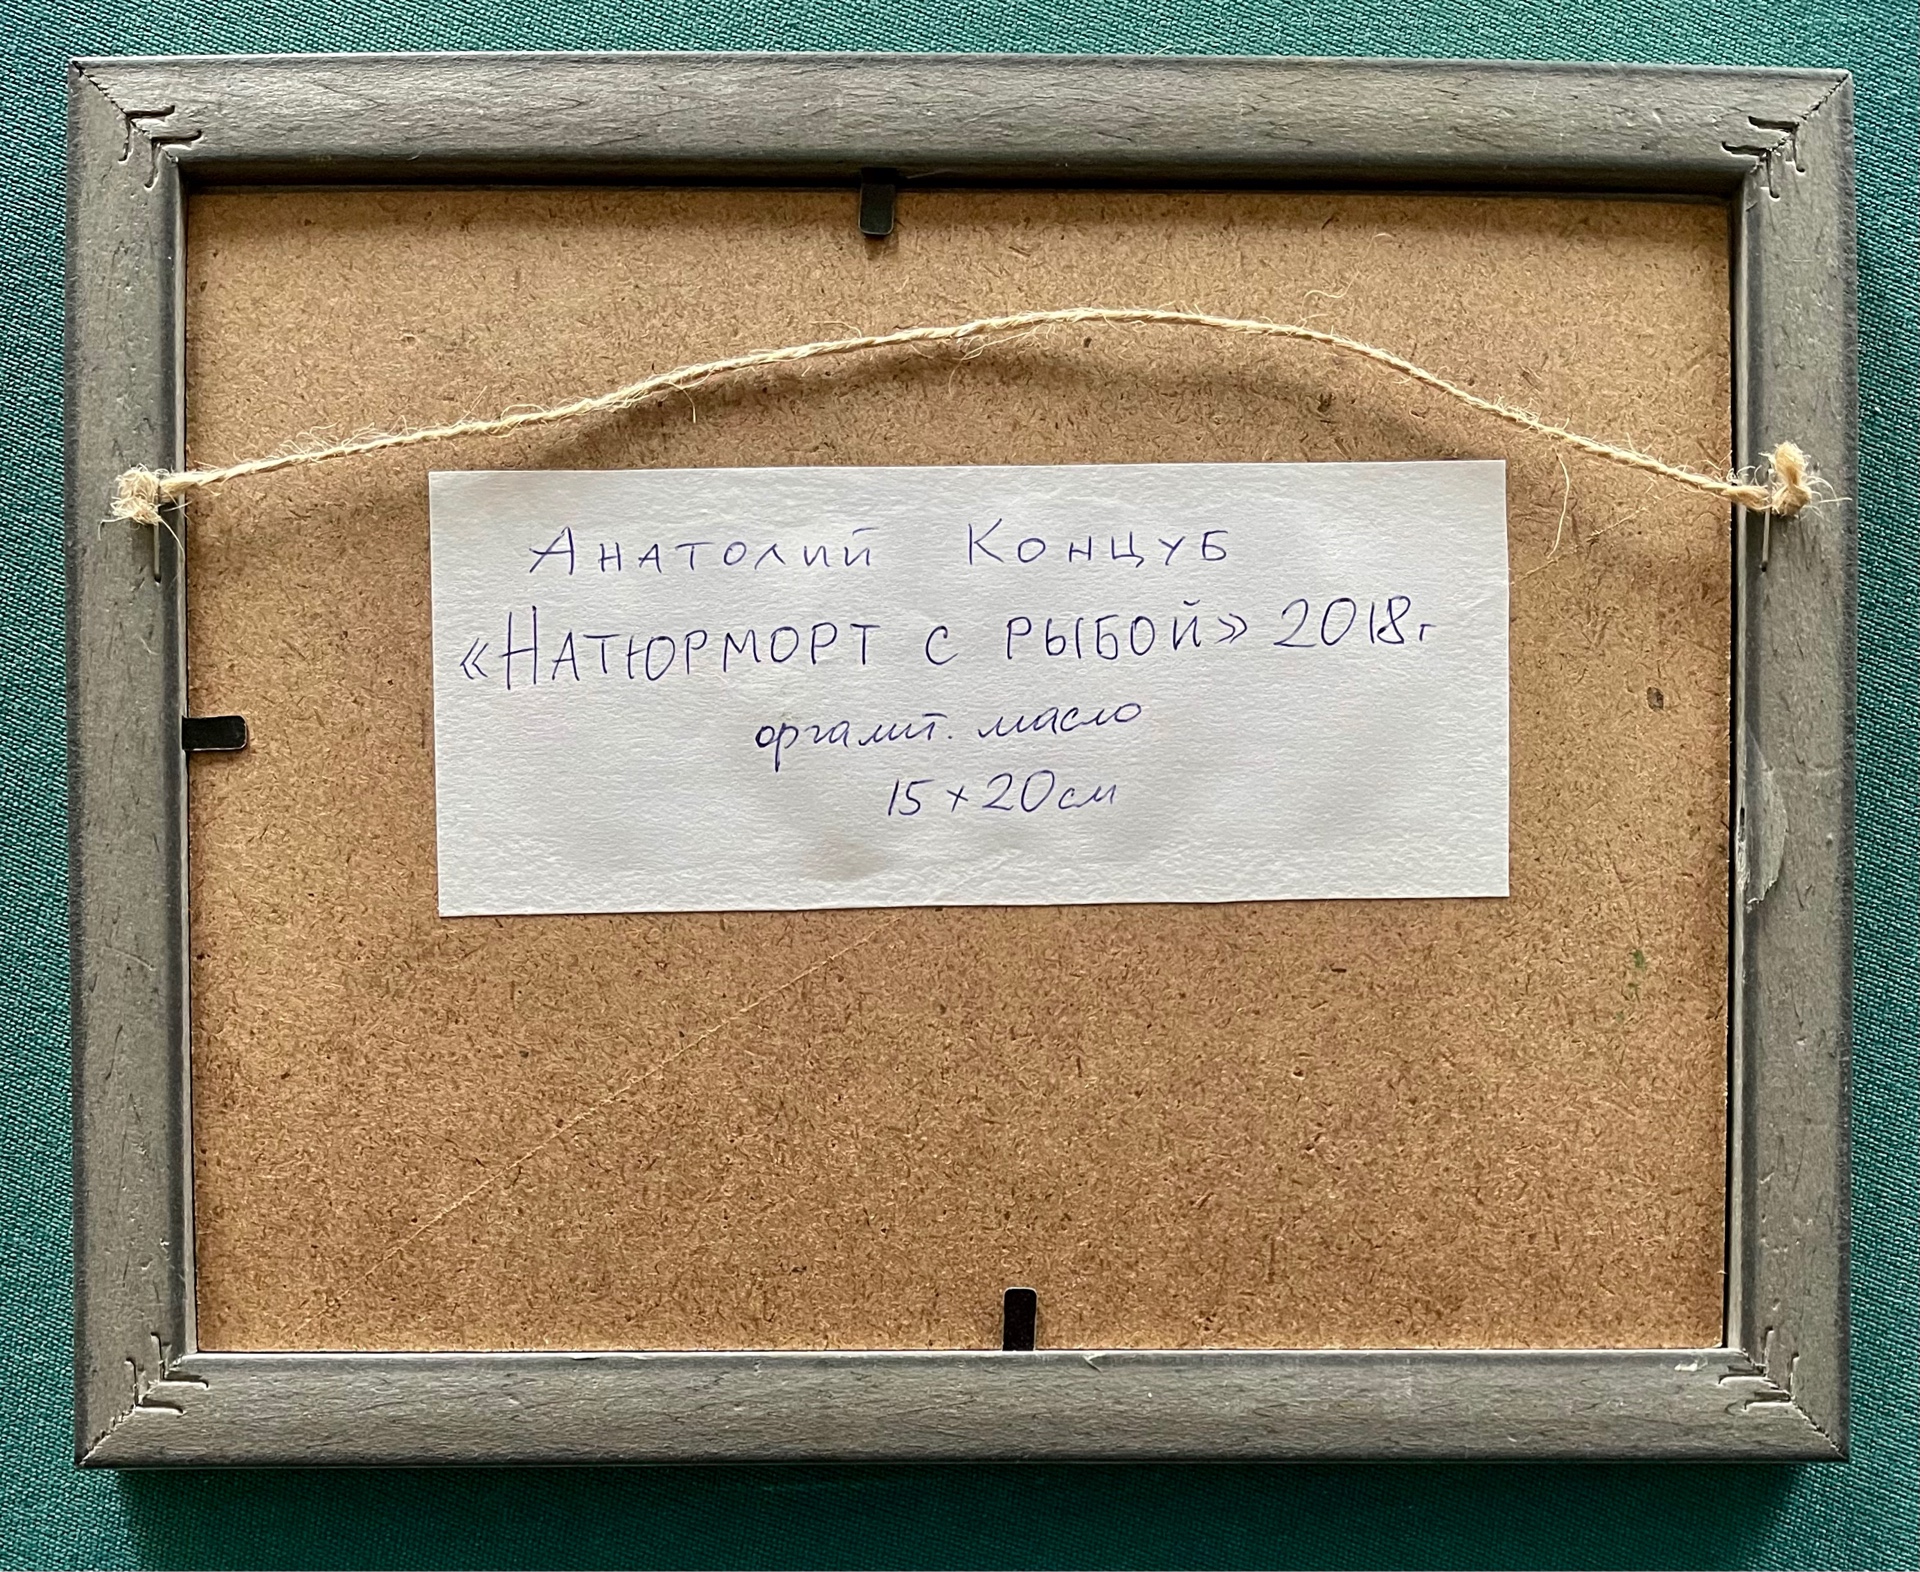 Анатолий Концуб
«Натюрморт с рыбой» 2018г
оргалит. масло
15×20см